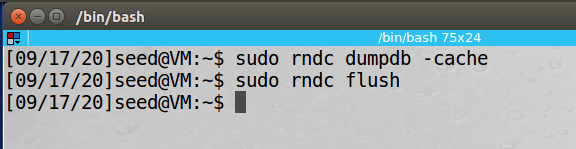 /bin/bash
/bin/bash 75x24
[09/17/20]seed@VM:~$ sudo rndc dumpdb -cache
[09/17/20]seed@VM:~$ sudo rndc flush
[09/17/20]seed@VM:~$